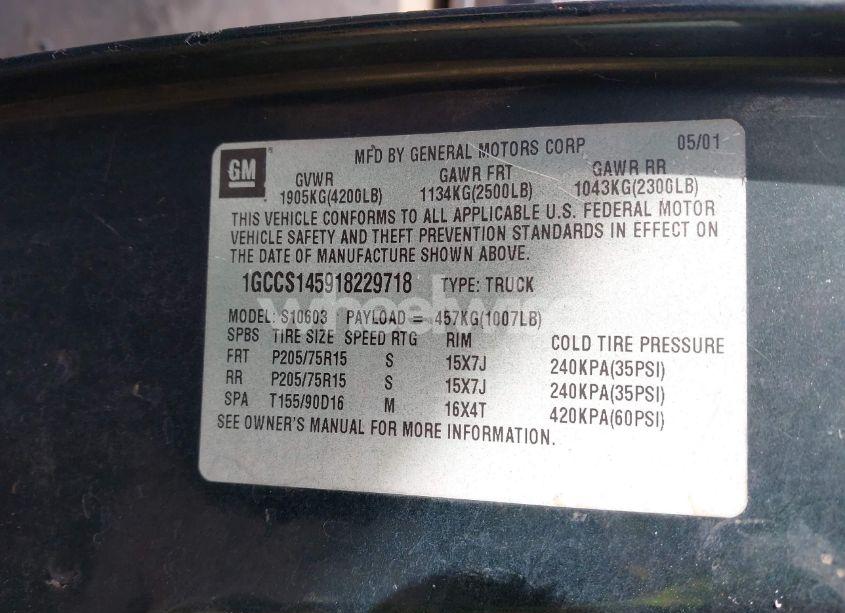 GM
MFD BY GENERAL MOTORS CORP 05/01
GVWR GAWR FRT GAWR RR
1905KG(4200LB) 1134KG(2500LB) 1043KG(2300LB)
THIS VEHICLE CONFORMS TO ALL APPLICABLE U.S. FEDERAL MOTOR
VEHICLE SAFETY AND THEFT PREVENTION STANDARDS IN EFFECT ON
THE DATE OF MANUFACTURE SHOWN ABOVE.
1GCCS145918229718 TYPE: TRUCK
MODEL: S10603 PAYLOAD = 457KG(1007LB)
SPBS TIRE SIZE SPEED RTG RIM COLD TIRE PRESSURE
FRT P205/75R15 S 15X7J 240KPA(35PSI)
RR P205/75R15 S 15X7J 240KPA(35PSI)
SPA T155/90D16 M 16X4T 420KPA(60PSI)
SEE OWNER'S MANUAL FOR MORE INFORMATION.